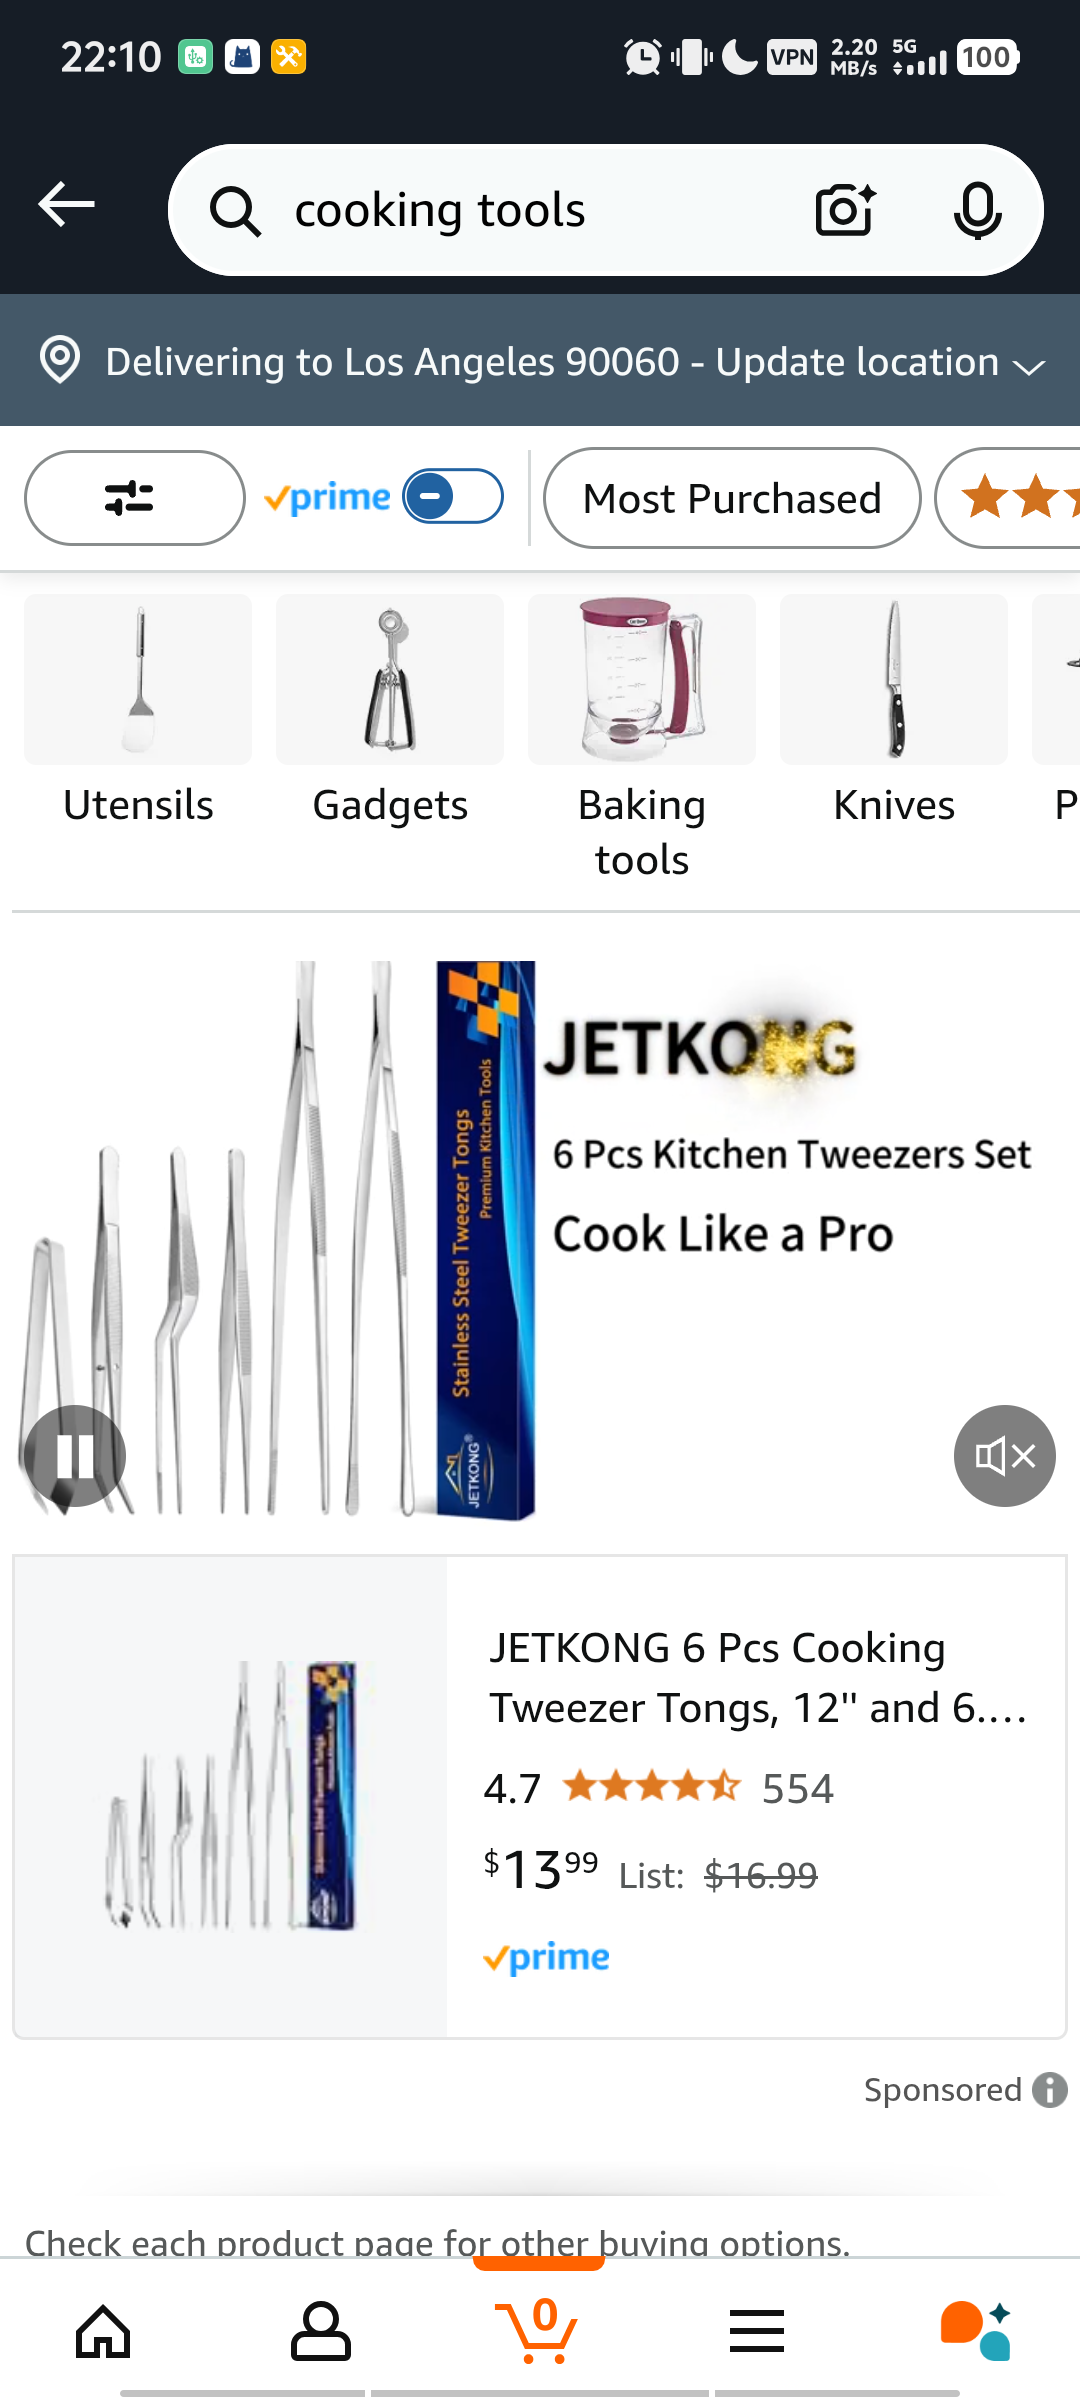 22:10
VPN
2.20
MB/s
5G
100
cooking tools
Delivering to Los Angeles 90060 - Update location
prime
Most Purchased
Utensils
Gadgets
Baking
tools
Knives
P
Stainless Steel Tweezer Tongs
Premium Kitchen Tools
JETKONG®
JETKONG
6 Pcs Kitchen Tweezers Set
Cook Like a Pro
JETKONG 6 Pcs Cooking
Tweezer Tongs, 12" and 6....
4.7
554
$13.99
List: $16.99
prime
Sponsored
Check each product page for other buying options.
0